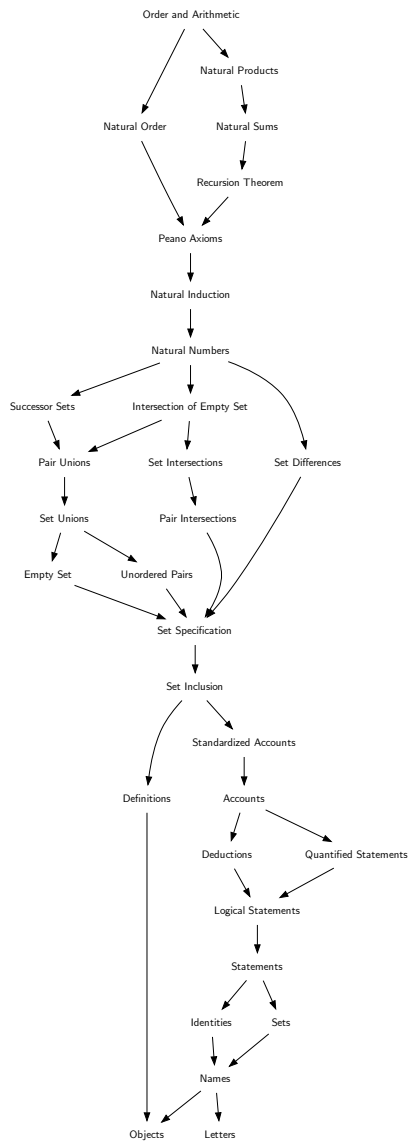 Order and Arithmetic
Natural Products
Natural Order
Natural Sums
Recursion Theorem
Peano Axioms
Natural Induction
Natural Numbers
Successor Sets
Intersection of Empty Set
Pair Unions
Set Intersections
Set Differences
Set Unions
Pair Intersections
Empty Set
Unordered Pairs
Set Specification
Set Inclusion
Standardized Accounts
Definitions
Accounts
Deductions
Quantified Statements
Logical Statements
Statements
Identities
Sets
Names
Objects
Letters